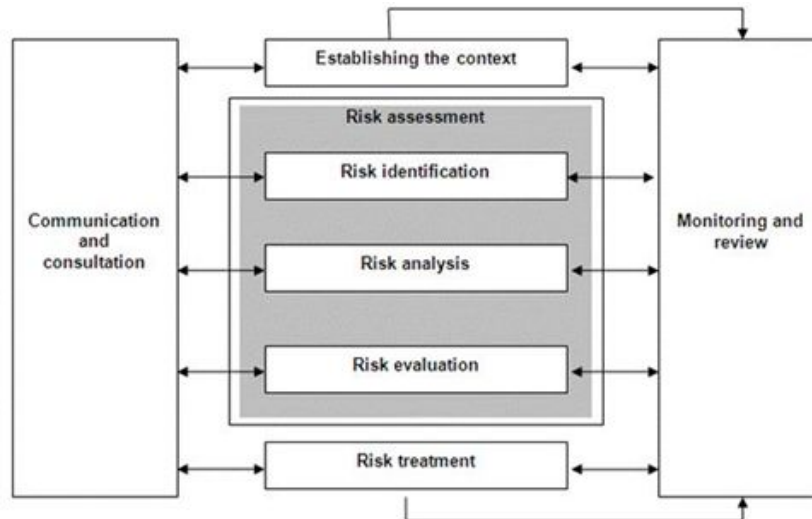 Establishing the context
Risk assessment
Risk identification
Communication
and
consultation
Monitoring and
review
Risk analysis
Risk evaluation
Risk treatment